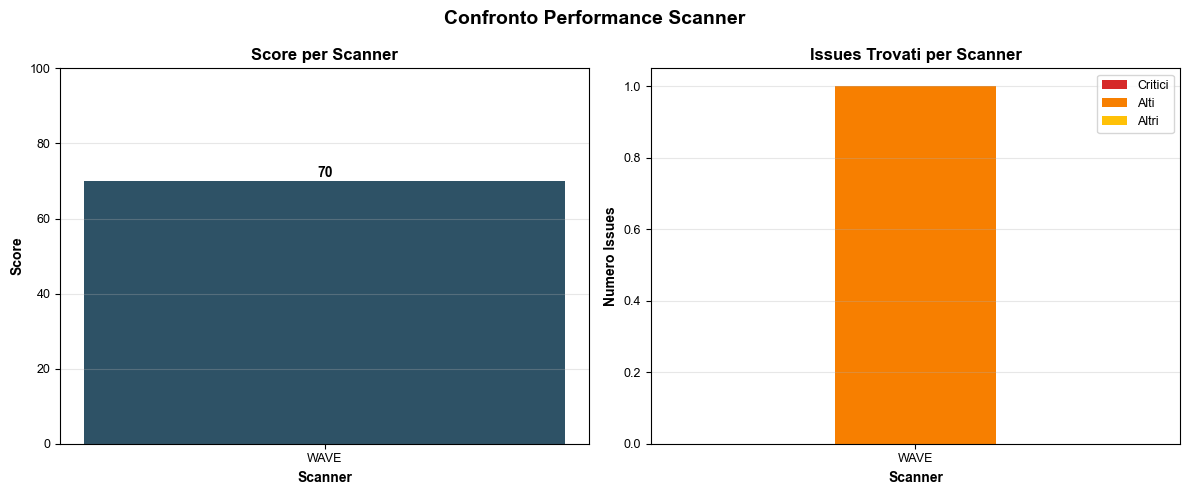 Confronto Performance Scanner
Score per Scanner
100
80
60
40
20
0
Score
70
WAVE
Scanner
Issues Trovati per Scanner
1.0
0.8
0.6
0.4
0.2
0.0
Numero Issues
Critici
Alti
Altri
WAVE
Scanner